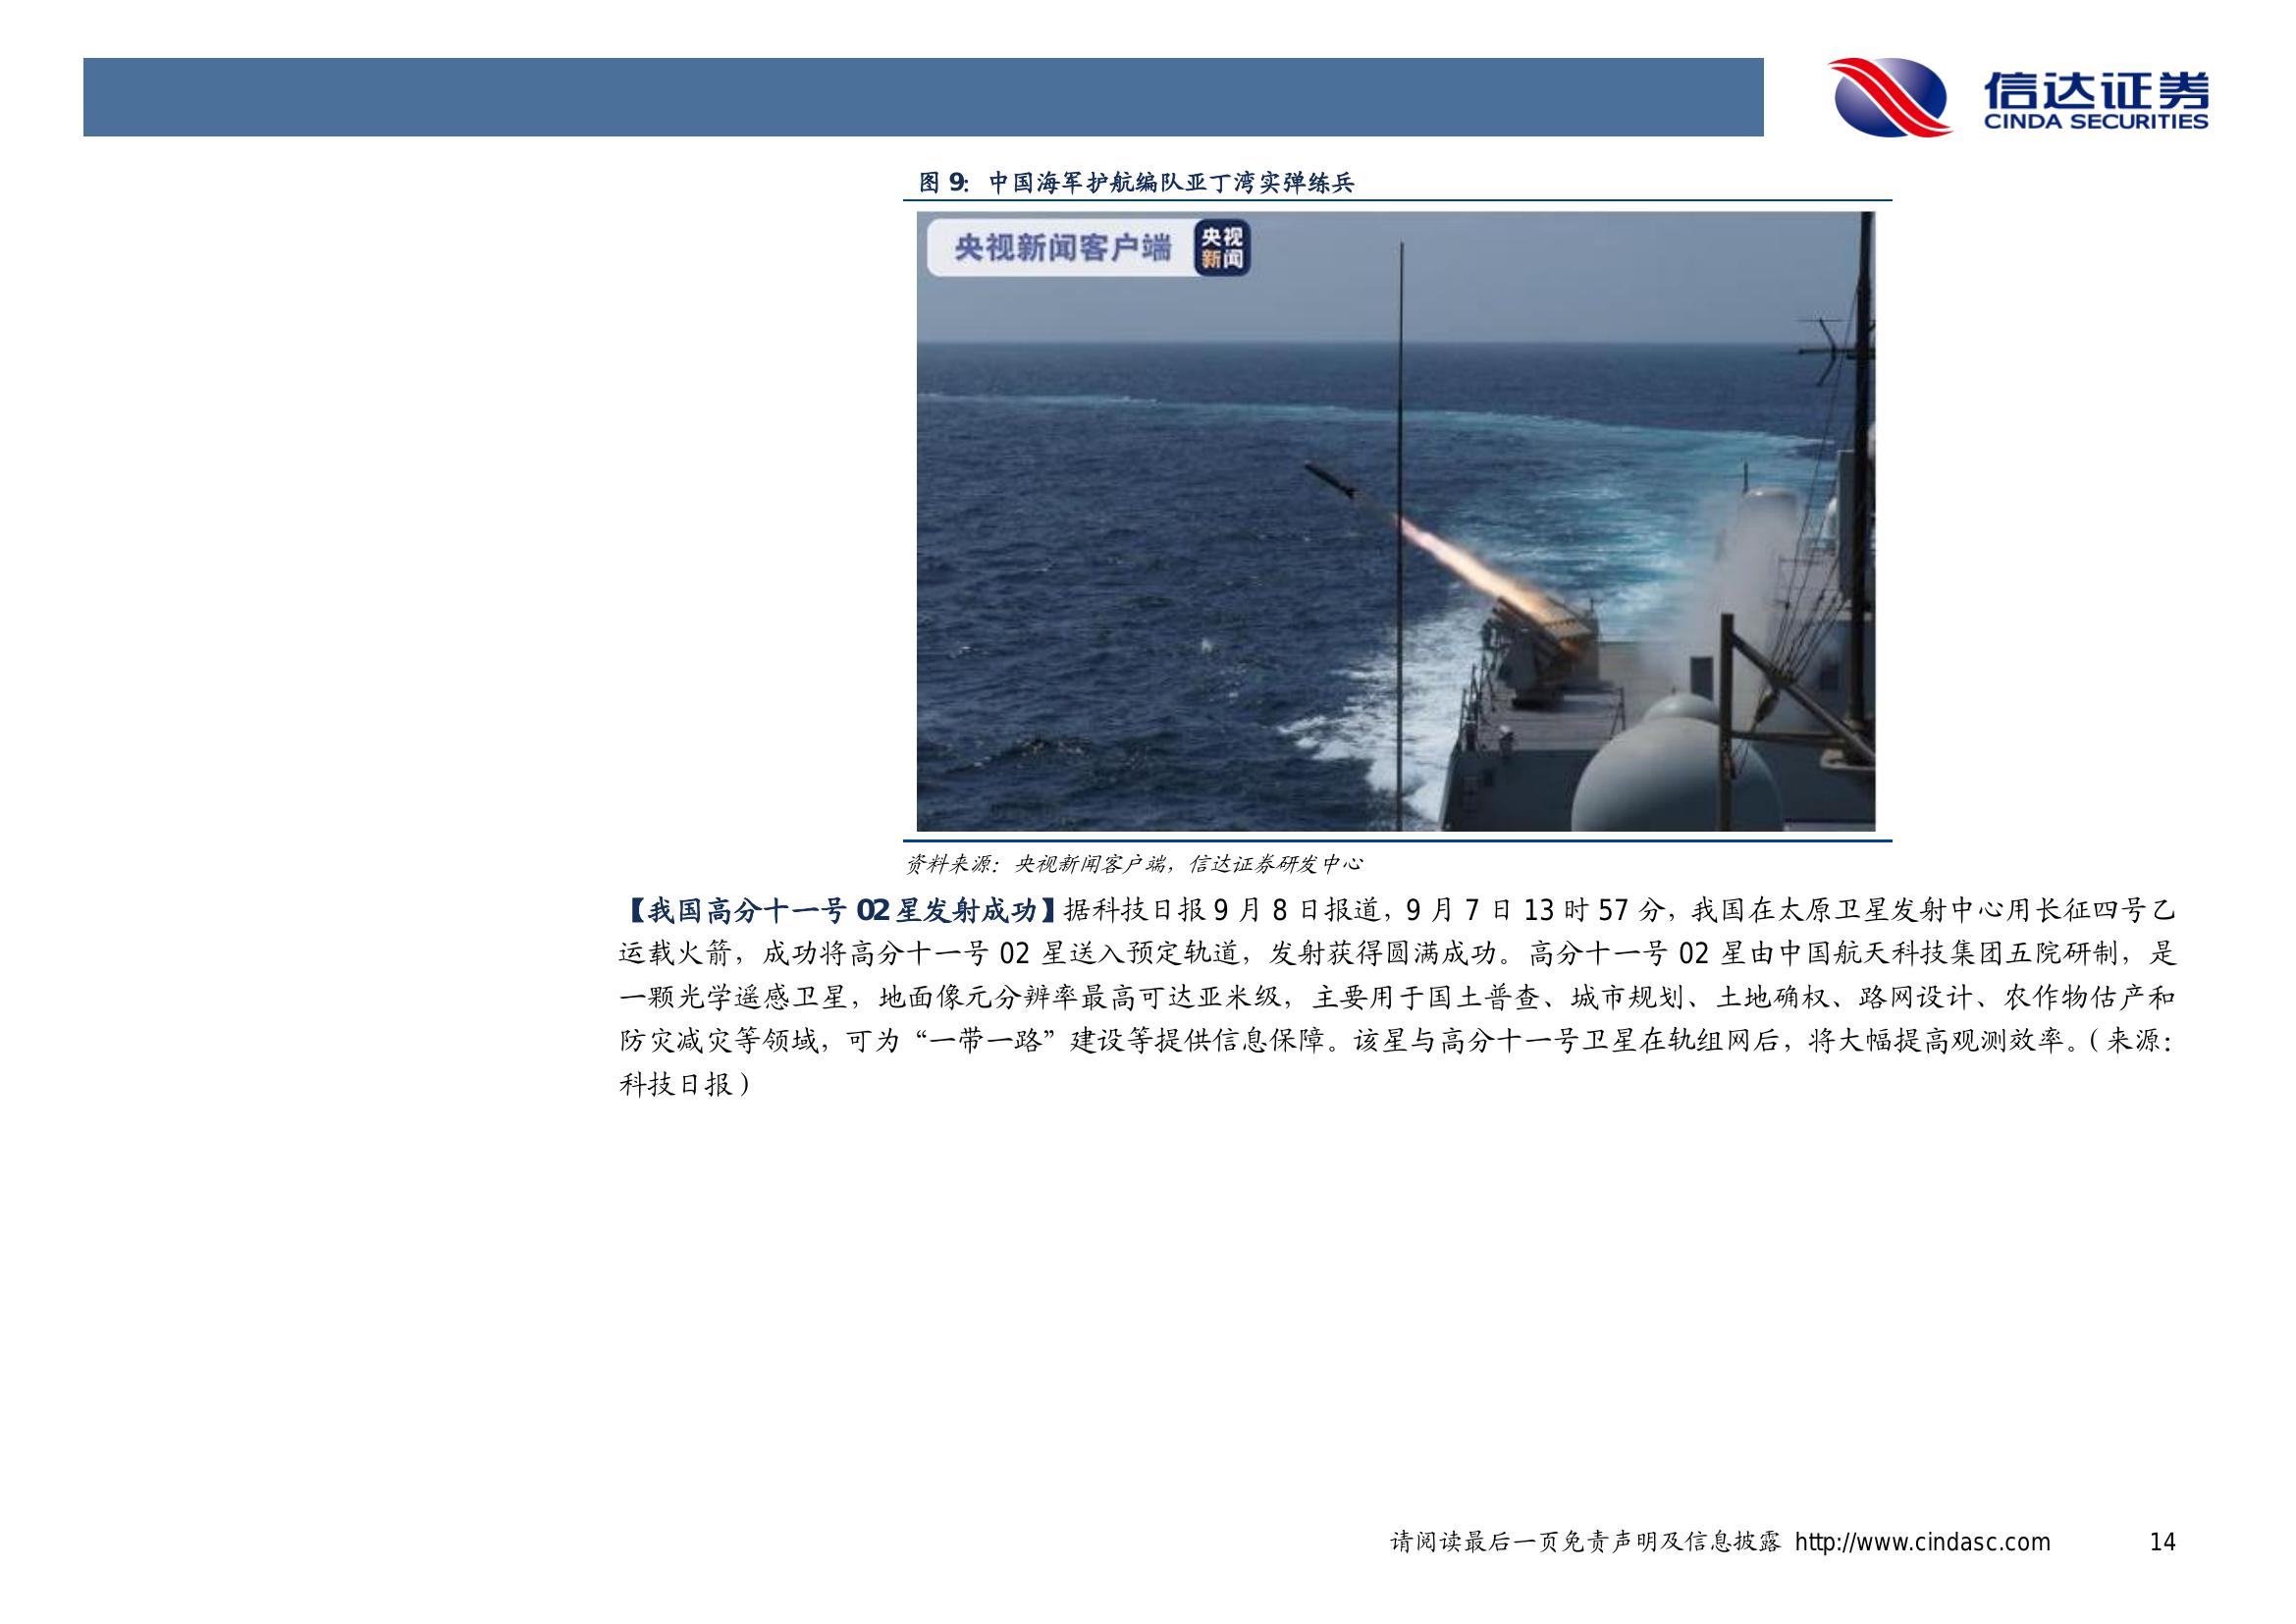 信达证券
CINDA SECURITIES
图 9：中国海军护航编队亚丁湾实弹练兵
央视新闻客户端
央视
新闻
资料来源：央视新闻客户端，信达证券研发中心
【我国高分十一号 02 星发射成功】据科技日报 9 月 8 日报道，9 月 7 日 13 时 57 分，我国在太原卫星发射中心用长征四号乙
运载火箭，成功将高分十一号 02 星送入预定轨道，发射获得圆满成功。高分十一号 02 星由中国航天科技集团五院研制，是
一颗光学遥感卫星，地面像元分辨率最高可达亚米级，主要用于国土普查、城市规划、土地确权、路网设计、农作物估产和
防灾减灾等领域，可为“一带一路”建设等提供信息保障。该星与高分十一号卫星在轨组网后，将大幅提高观测效率。（来源：
科技日报）
请阅读最后一页免责声明及信息披露 http://www.cindasc.com 14